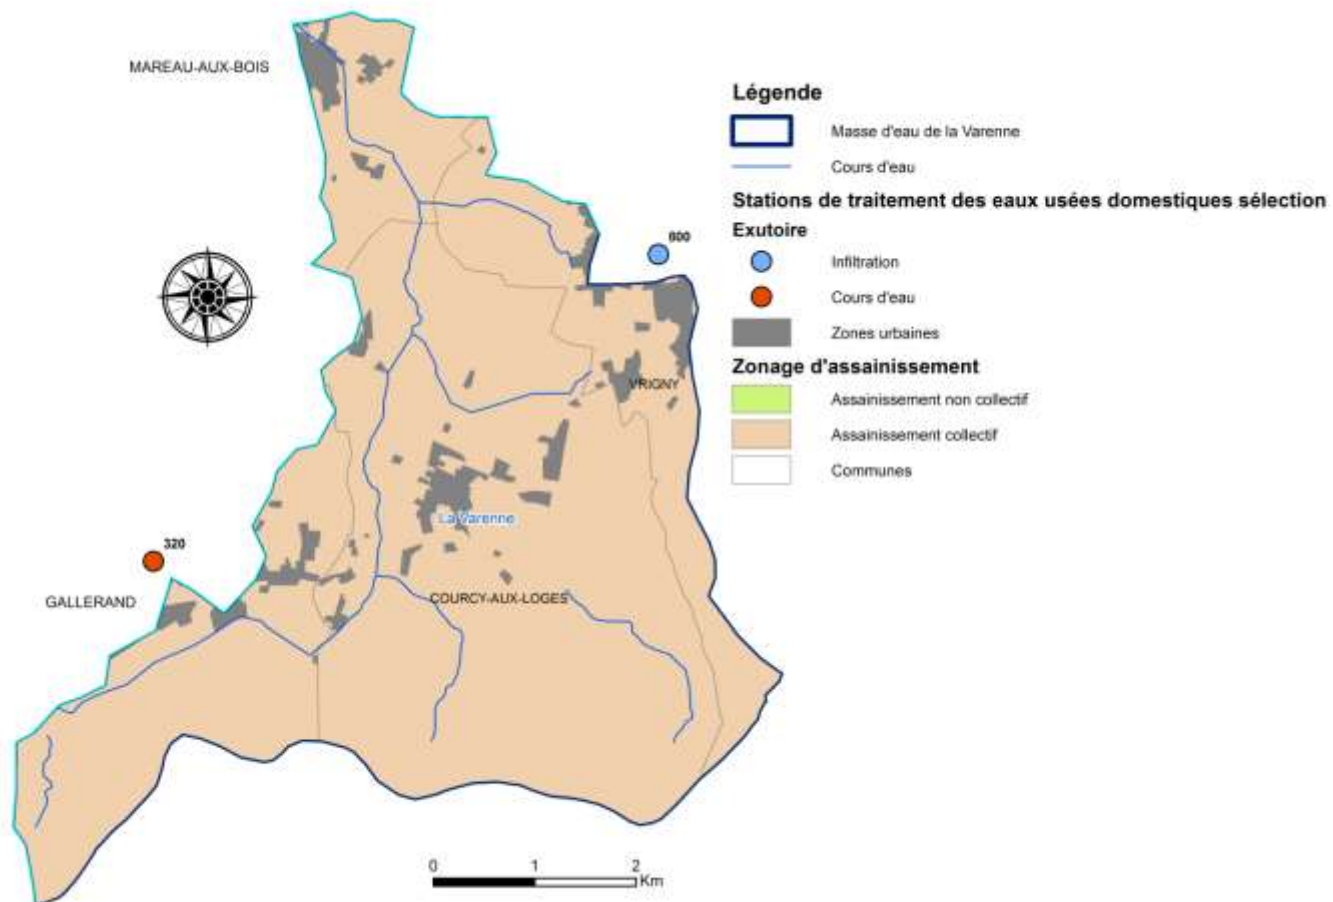 MAREAU-AUX-BOIS
600
VRIGNY
La Varenne
320
GALLERAND
COURCY-AUX-LOGES
0 1 2
Km
Légende
Masse d'eau de la Varenne
Cours d'eau
Stations de traitement des eaux usées domestiques sélection
Exutoire
Infiltration
Cours d'eau
Zones urbaines
Zonage d'assainissement
Assainissement non collectif
Assainissement collectif
Communes